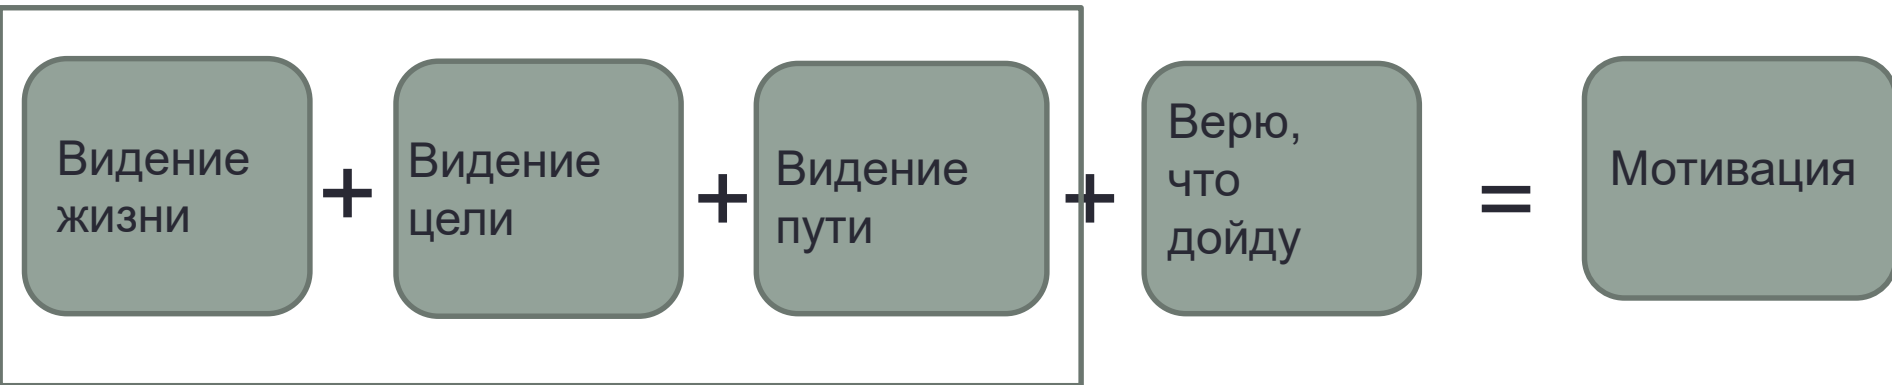 Видение
жизни
+
Видение
цели
+
Видение
пути
+
Верю,
что
дойду
=
Мотивация